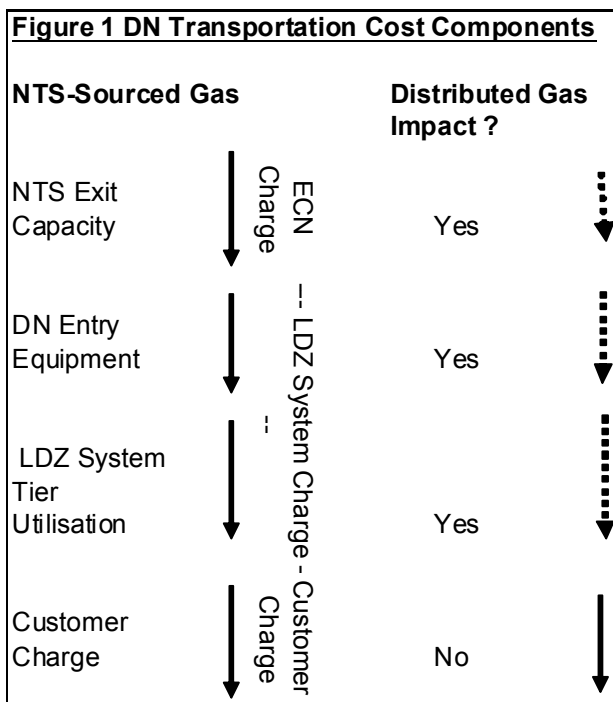 Figure 1 DN Transportation Cost Components
NTS-Sourced Gas
Distributed Gas
Impact ?
NTS Exit
Capacity
Yes
DN Entry
Equipment
Yes
LDZ System
Tier
Utilisation
Yes
Customer
Charge
No
ECN --- LDZ System Charge - Customer
Charge -- Charge